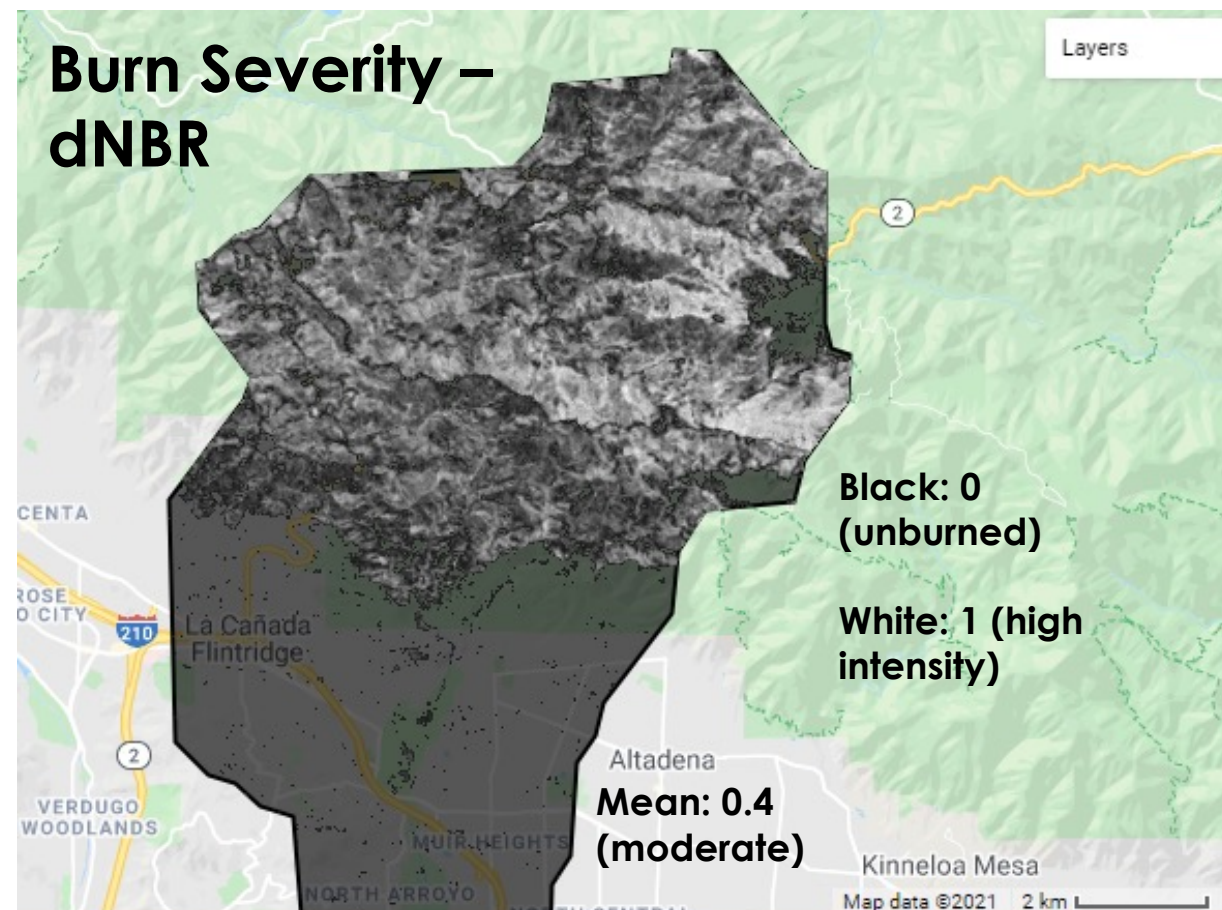 Burn Severity –
dNBR
Layers
2
Black: 0
(unburned)
CENTA
White: 1 (high
intensity)
ROSE
O CITY
210
La Cañada
Flintridge
2
Altadena
Mean: 0.4
(moderate)
VERDUGO
WOODLANDS
MUIR HEIGHTS
Kinneloa Mesa
NORTH ARROYO
NORTH CENTRAL
Map data ©2021 2 km